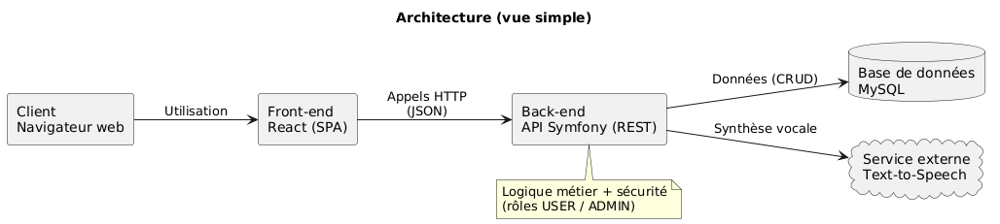 Architecture (vue simple)
Client
Navigateur web
Utilisation
Front-end
React (SPA)
Appels HTTP
(JSON)
Back-end
API Symfony (REST)
Données (CRUD)
Base de données
MySQL
Synthèse vocale
Service externe
Text-to-Speech
Logique métier + sécurité
(rôles USER / ADMIN)